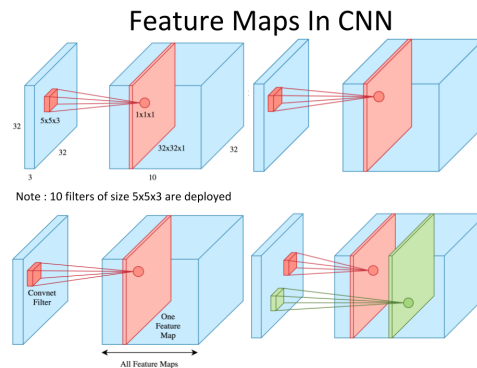 Feature Maps In CNN
32
5x5x3
32
3
1x1x1
32x32x1
32
10
Note : 10 filters of size 5x5x3 are deployed
Convnet
Filter
One
Feature
Map
All Feature Maps